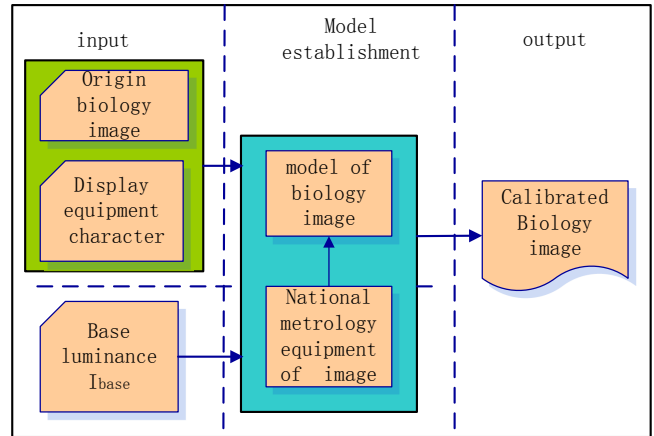 input
Origin
biology
image
Display
equipment
character
Base
luminance
Ibase
Model
establishment
model of
biology
image
National
metrology
equipment
of image
output
Calibrated
Biology
image